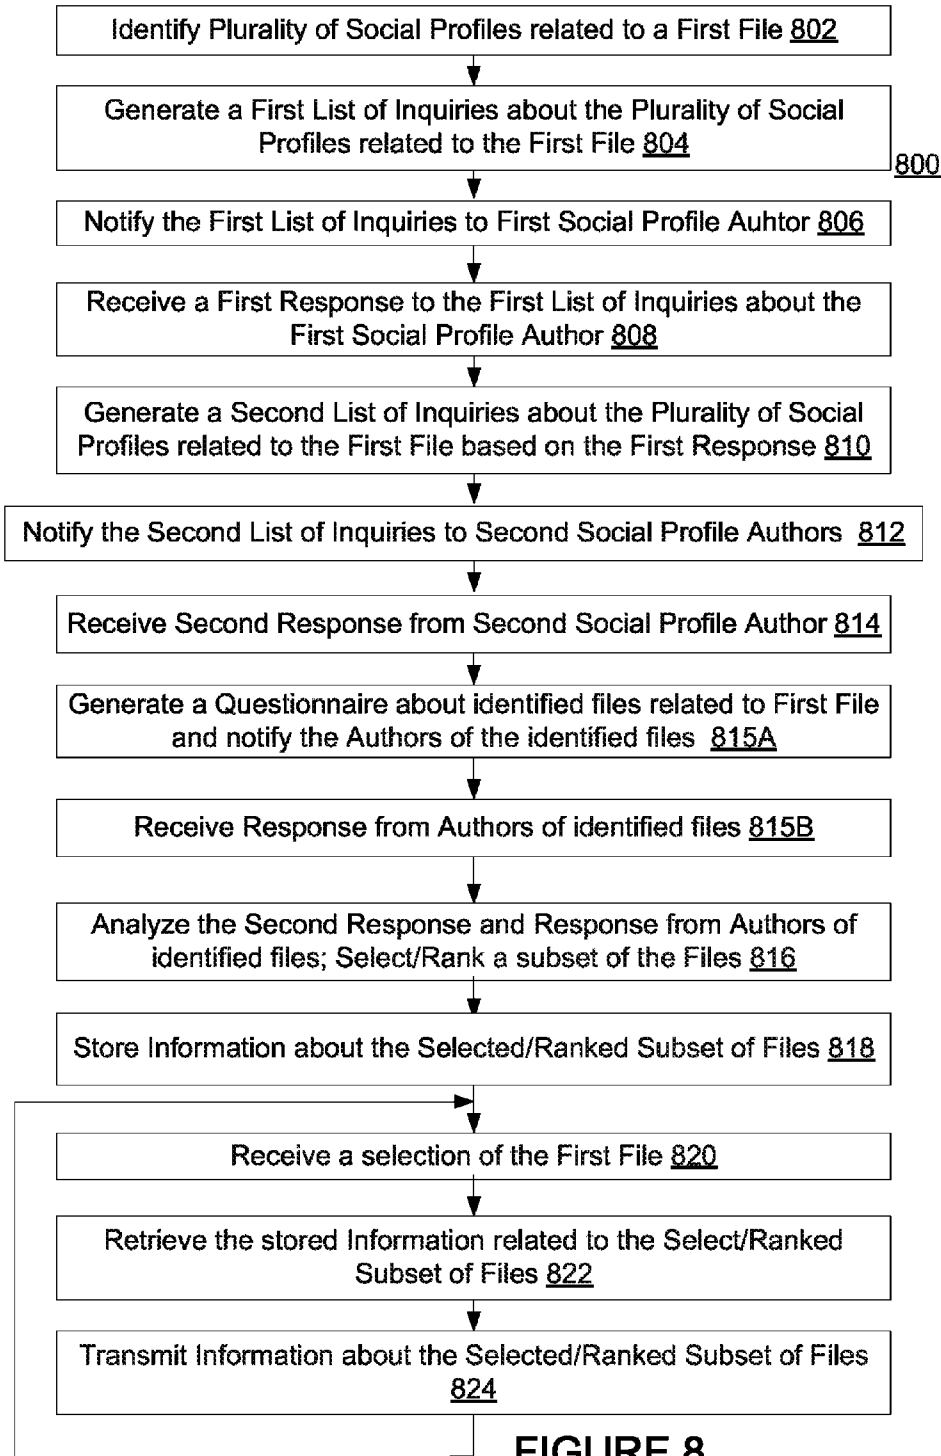 Identify Plurality of Social Profiles related to a First File 802
Generate a First List of Inquiries about the Plurality of Social
Profiles related to the First File 804
800
Notify the First List of Inquiries to First Social Profile Auhtor 806
Receive a First Response to the First List of Inquiries about the
First Social Profile Author 808
Generate a Second List of Inquiries about the Plurality of Social
Profiles related to the First File based on the First Response 810
Notify the Second List of Inquiries to Second Social Profile Authors 812
Receive Second Response from Second Social Profile Author 814
Generate a Questionnaire about identified files related to First File
and notify the Authors of the identified files 815A
Receive Response from Authors of identified files 815B
Analyze the Second Response and Response from Authors of
identified files; Select/Rank a subset of the Files 816
Store Information about the Selected/Ranked Subset of Files 818
Receive a selection of the First File 820
Retrieve the stored Information related to the Select/Ranked
Subset of Files 822
Transmit Information about the Selected/Ranked Subset of Files
824
FIGURE 8